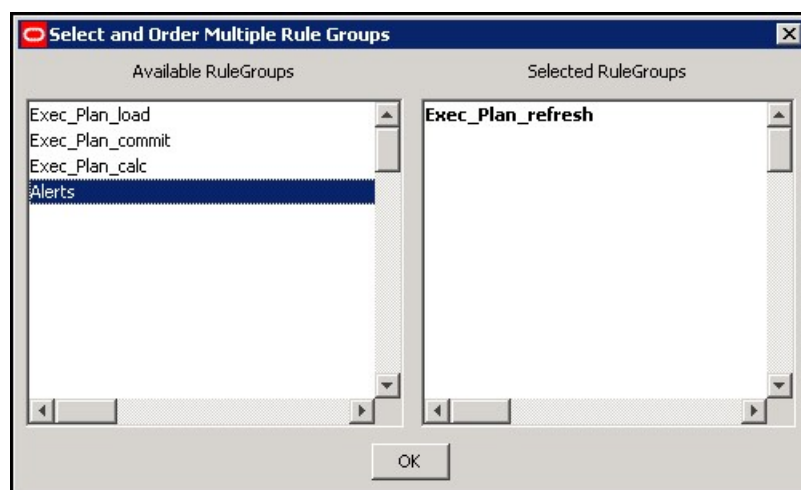 Select and Order Multiple Rule Groups
Available RuleGroups
Selected RuleGroups
Exec_Plan_load
Exec_Plan_commit
Exec_Plan_calc
Alerts
Exec_Plan_refresh
OK